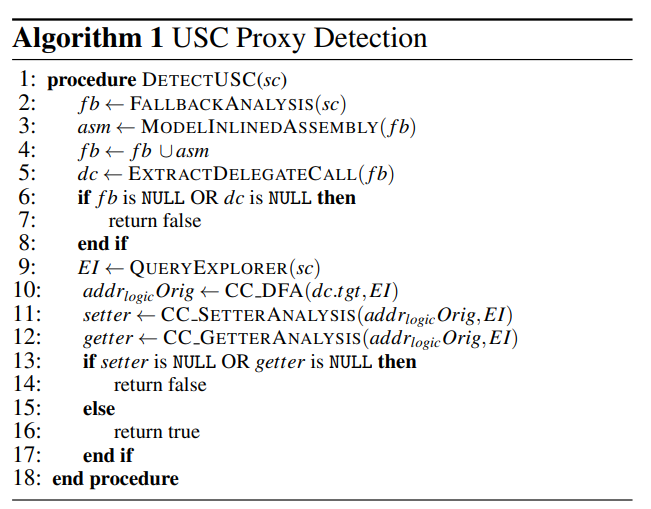 Algorithm 1 USC Proxy Detection
1: procedure DETECTUSC(sc)
2: fb ← FALLBACKANALYSIS(sc)
3: asm ← MODELINLINEDASSEMBLY(fb)
4: fb ← fb ∪ asm
5: dc ← EXTRACTDELEGATECALL(fb)
6: if fb is NULL OR dc is NULL then
7: return false
8: end if
9: EI ← QUERYEXPLORER(sc)
10: addr_logicOrig ← CC_DFA(dc.tgt,EI)
11: setter ← CC_SETTERANALYSIS(addr_logicOrig,EI)
12: getter ← CC_GETTERANALYSIS(addr_logicOrig,EI)
13: if setter is NULL OR getter is NULL then
14: return false
15: else
16: return true
17: end if
18: end procedure